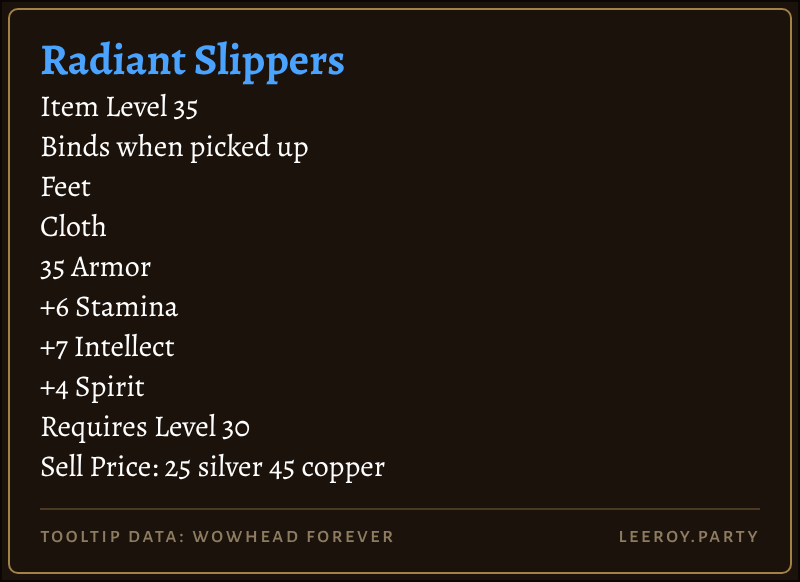 Radiant Slippers
Item Level 35
Binds when picked up
Feet
Cloth
35 Armor
+6 Stamina
+7 Intellect
+4 Spirit
Requires Level 30
Sell Price: 25 silver 45 copper
TOOLTIP DATA: WOWHEAD FOREVER
LEEROY.PARTY